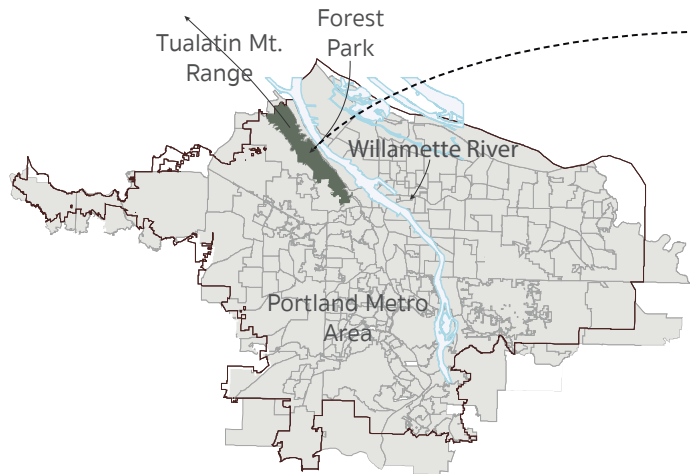 Forest
Park
Tualatin Mt.
Range
Willamette River
Portland Metro
Area